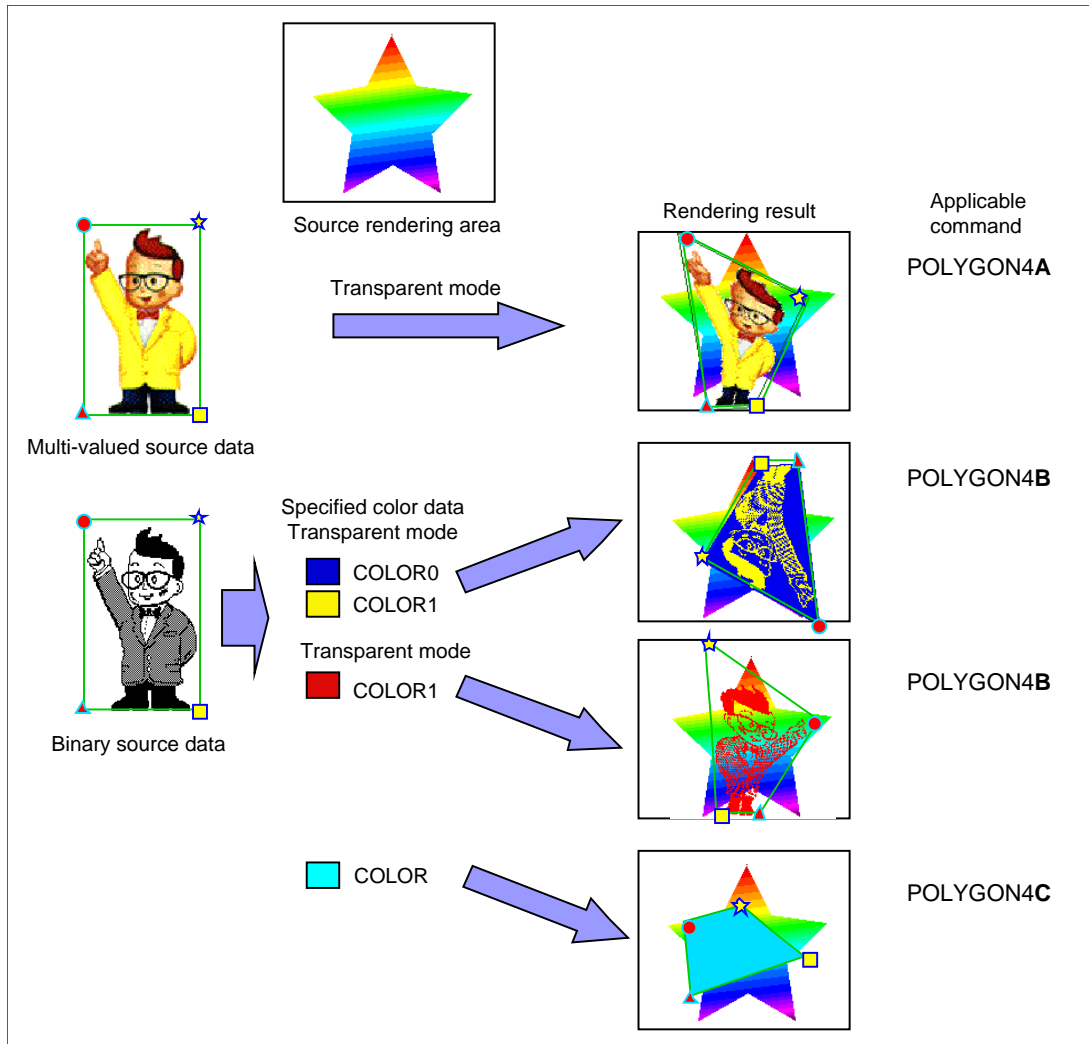 Source rendering area
Rendering result
Applicable
command
Transparent mode
POLYGON4A
Multi-valued source data
Specified color data
Transparent mode
COLOR0
COLOR1
POLYGON4B
Transparent mode
COLOR1
POLYGON4B
Binary source data
COLOR
POLYGON4C